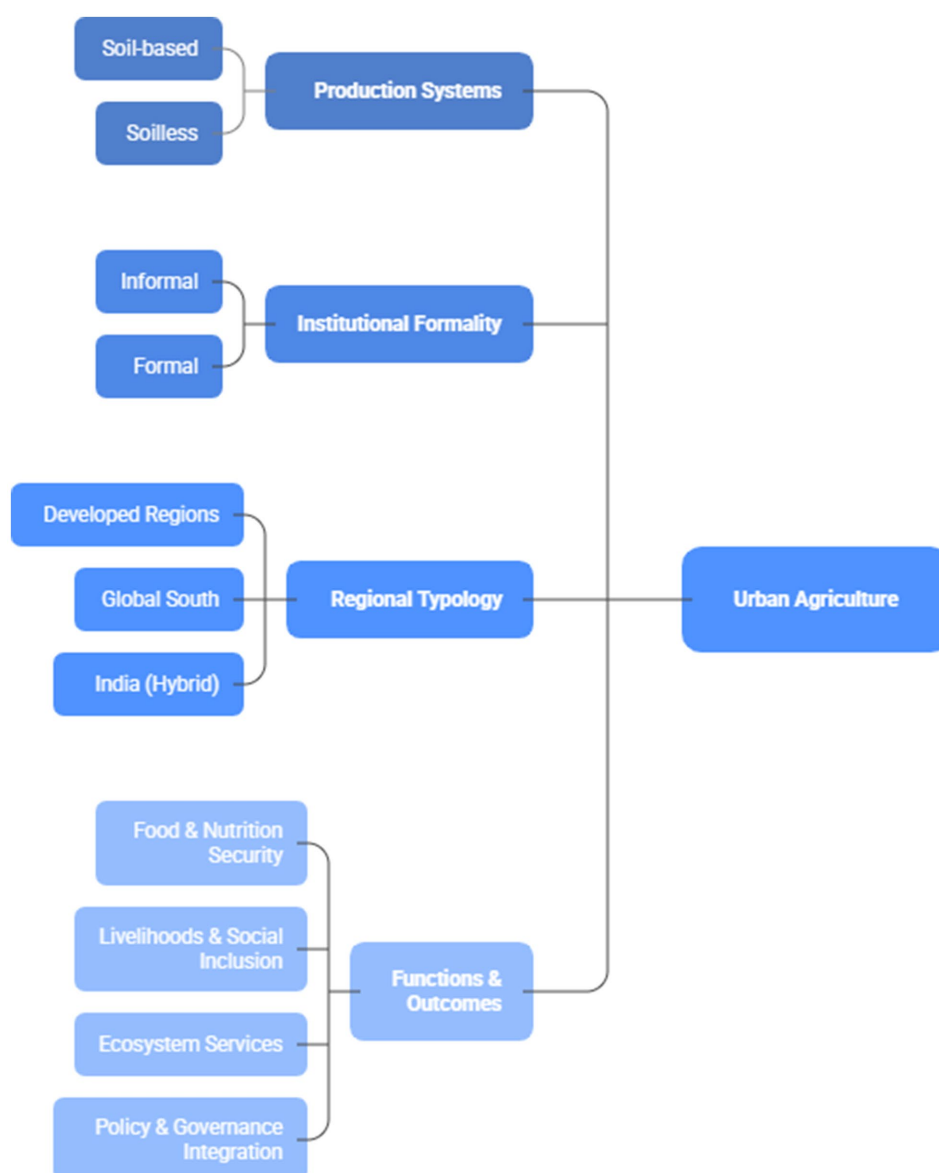 Soil-based
Production Systems
Soilless
Informal
Institutional Formality
Formal
Developed Regions
Global South
Regional Typology
Urban Agriculture
India (Hybrid)
Food & Nutrition
Security
Livelihoods & Social
Inclusion
Functions &
Outcomes
Ecosystem Services
Policy & Governance
Integration